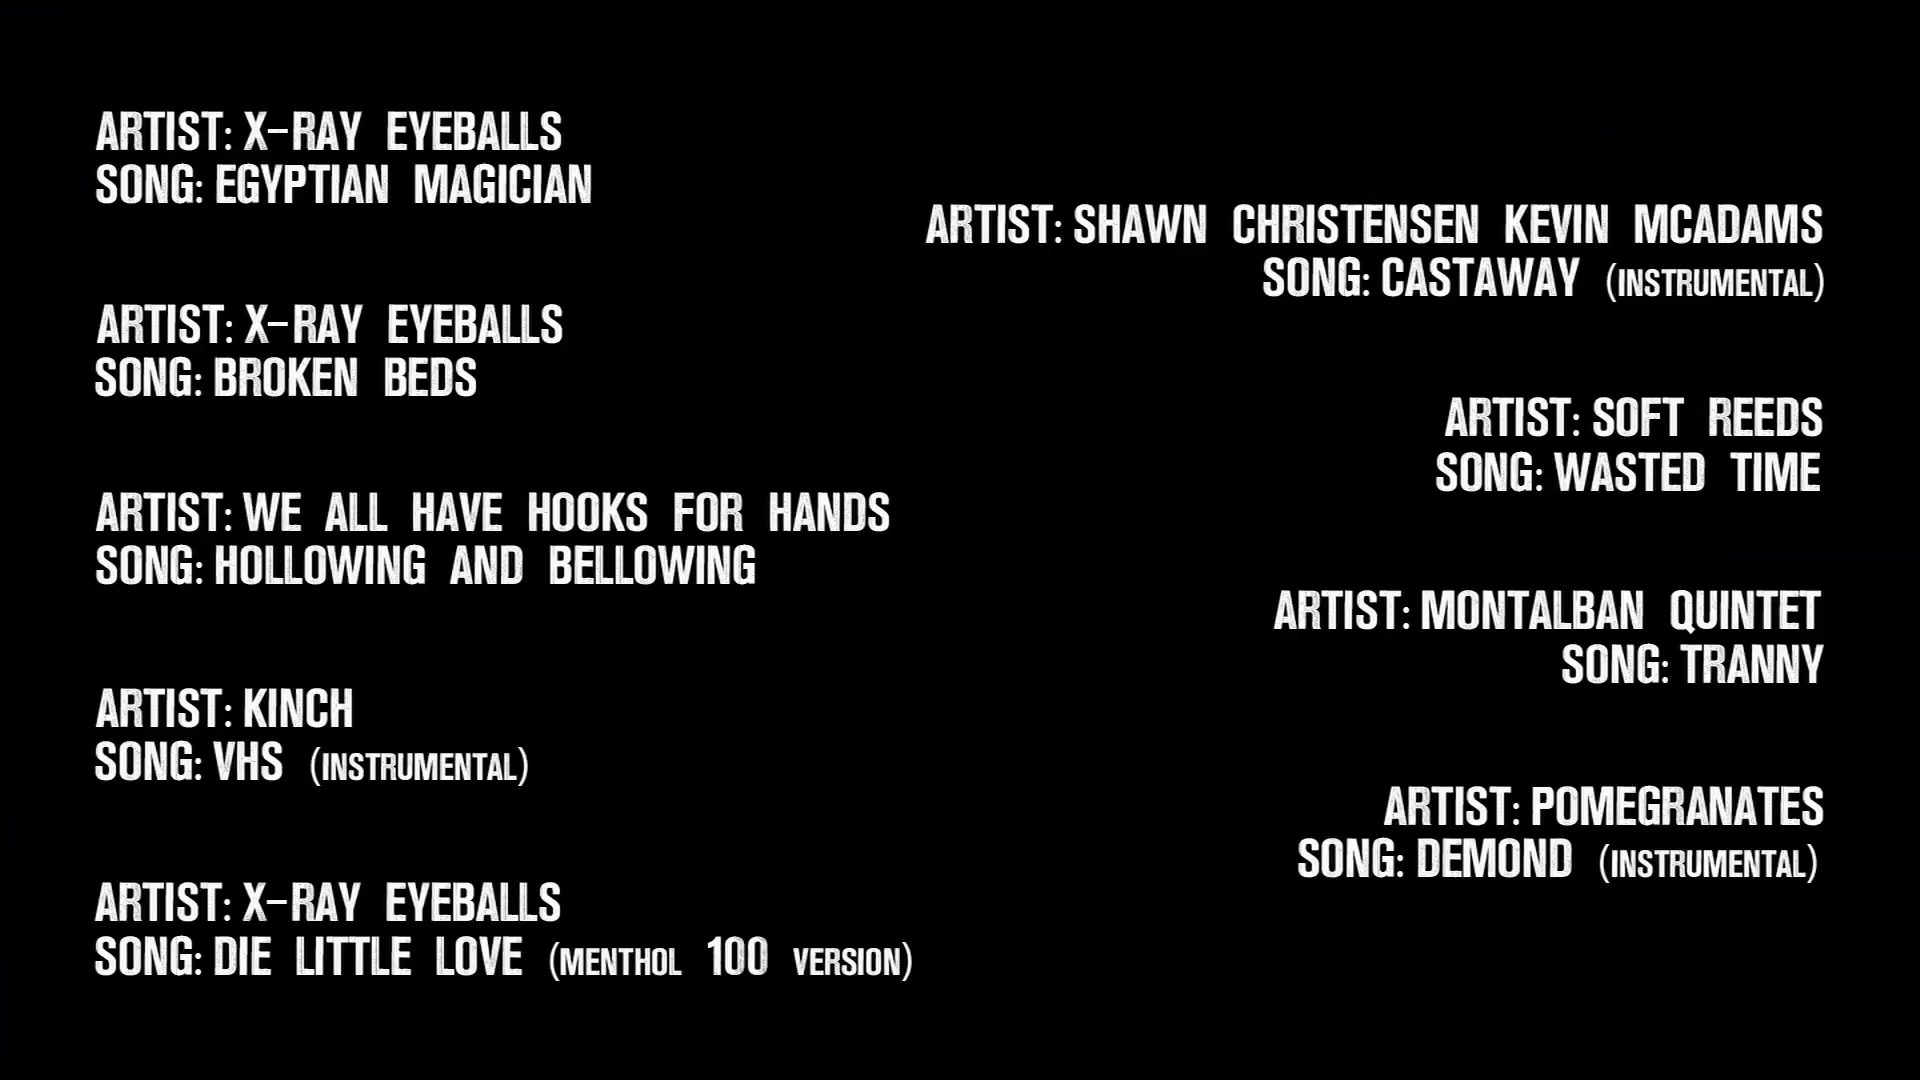 ARTIST: X-RAY EYEBALLS
SONG: EGYPTIAN MAGICIAN
ARTIST: X-RAY EYEBALLS
SONG: BROKEN BEDS
ARTIST: WE ALL HAVE HOOKS FOR HANDS
SONG: HOLLOWING AND BELLOWING
ARTIST: KINCH
SONG: VHS (INSTRUMENTAL)
ARTIST: X-RAY EYEBALLS
SONG: DIE LITTLE LOVE (MENTHOL 100 VERSION)
ARTIST: SHAWN CHRISTENSEN KEVIN MCADAMS
SONG: CASTAWAY (INSTRUMENTAL)
ARTIST: SOFT REEDS
SONG: WASTED TIME
ARTIST: MONTALBAN QUINTET
SONG: TRANNY
ARTIST: POMEGRANATES
SONG: DEMOND (INSTRUMENTAL)